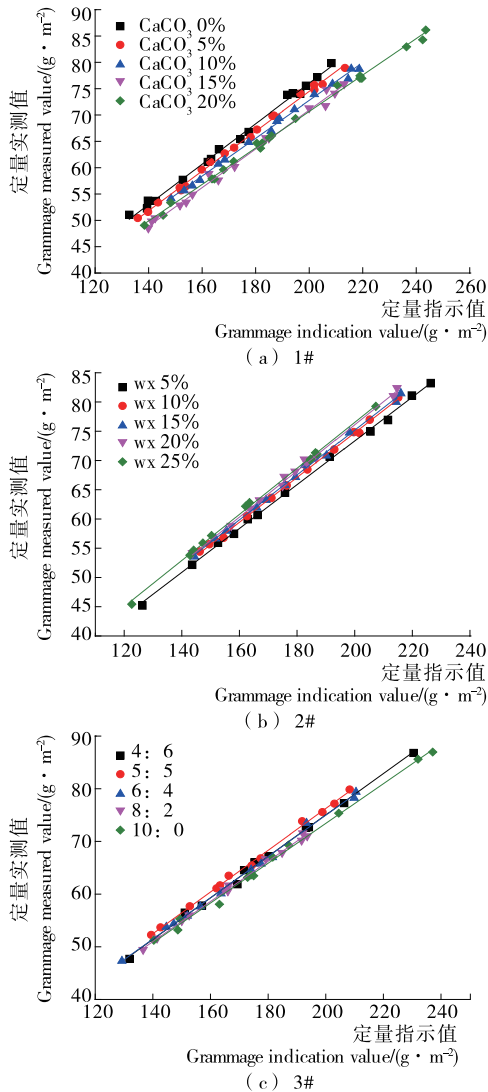 90
85
80
75
70
65
60
55
50
45
40
定量实测值
Grammage measured value/(g·m⁻²)
CaCO₃ 0%
CaCO₃ 5%
CaCO₃ 10%
CaCO₃ 15%
CaCO₃ 20%
120 140 160 180 200 220 240 260
定量指示值
Grammage indication value/(g·m⁻²)
(a) 1#
85
80
75
70
65
60
55
50
45
40
定量实测值
Grammage measured value/(g·m⁻²)
wx 5%
wx 10%
wx 15%
wx 20%
wx 25%
120 140 160 180 200 220 240
定量指示值
Grammage indication value/(g·m⁻²)
(b) 2#
90
80
70
60
50
40
定量实测值
Grammage measured value/(g·m⁻²)
4：6
5：5
6：4
8：2
10：0
120 140 160 180 200 220 240 260
定量指示值
Grammage indication value/(g·m⁻²)
(c) 3#